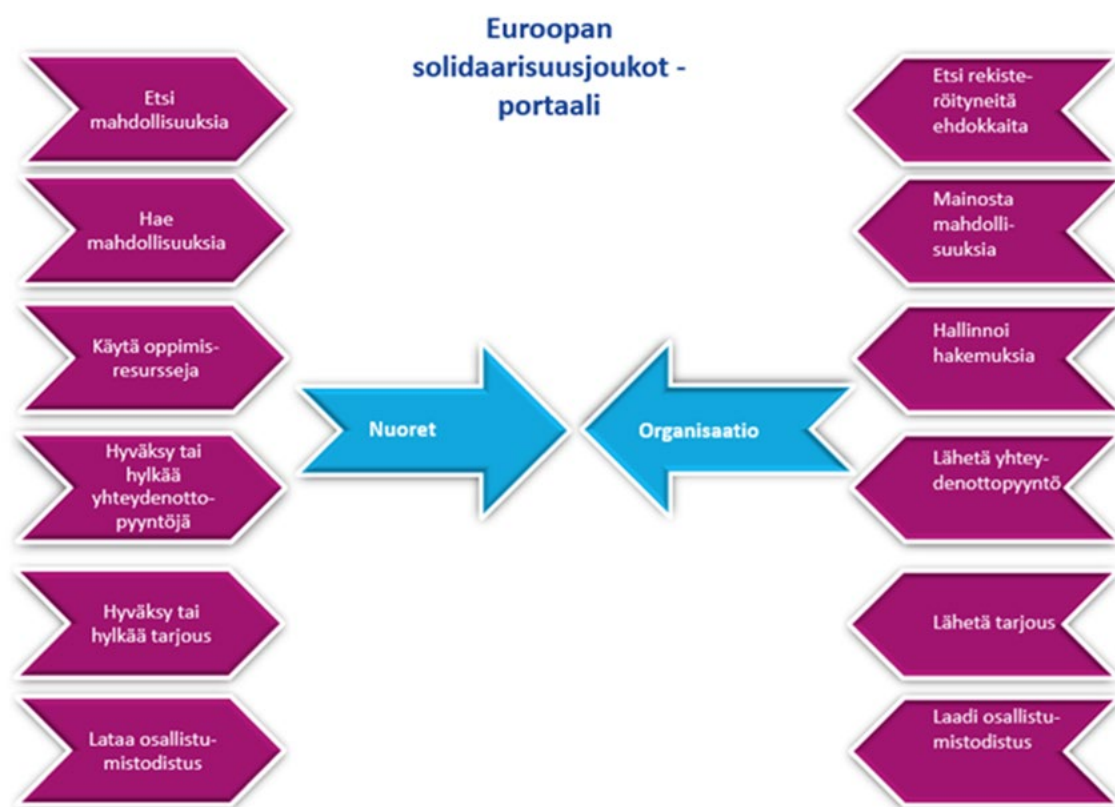 Euroopan
solidaarisuusjoukot -
portaali
Etsi
mahdollisuuksia
Hae
mahdollisuuksia
Käytä oppimis-
resursseja
Hyväksy tai
hylkää
yhteydenotto-
pyyntöjä
Hyväksy tai
hylkää tarjous
Lataa osallistu-
mistodistus
Nuoret
Organisaatio
Etsi rekiste-
röityneitä
ehdokkaita
Mainosta
mahdolli-
suuksia
Hallinnoi
hakemuksia
Lähetä yhtey-
denottopyyntö
Lähetä tarjous
Laadi osallistu-
mistodistus